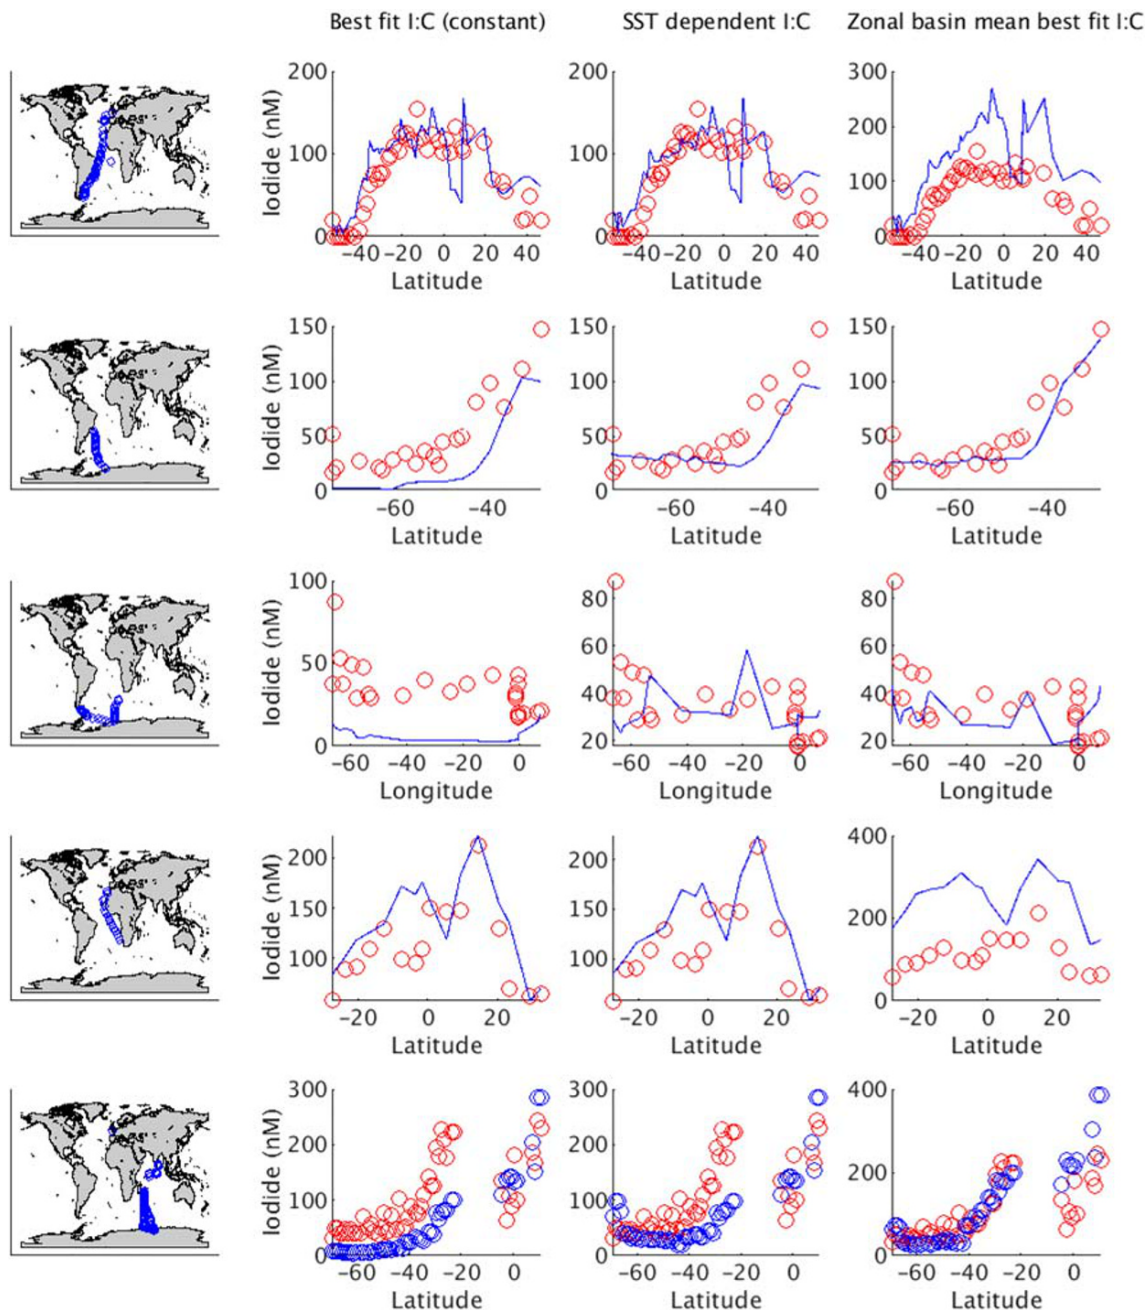 Best fit I:C (constant) SST dependent I:C Zonal basin mean best fit I:C
200 200 300
200
100 100
100
0 0 0
Iodide (nM)
−40 −20 0 20 40 −40 −20 0 20 40 −40 −20 0 20 40
Latitude Latitude Latitude
150 150 150
100 100 100
50 50 50
0 0 0
Iodide (nM)
−60 −40 −60 −40 −60 −40
Latitude Latitude Latitude
100 80 80
60 60
50
40 40
0 20 20
Iodide (nM)
−60 −40 −20 0 −60 −40 −20 0 −60 −40 −20 0
Longitude Longitude Longitude
200 200 400
150 150 200
100 100 0
Iodide (nM)
−20 0 20 −20 0 20 −20 0 20
Latitude Latitude Latitude
300 300 400
200 200
200
100 100
0 0 0
Iodide (nM)
−60 −40 −20 0 −60 −40 −20 0 −60 −40 −20 0
Latitude Latitude Latitude